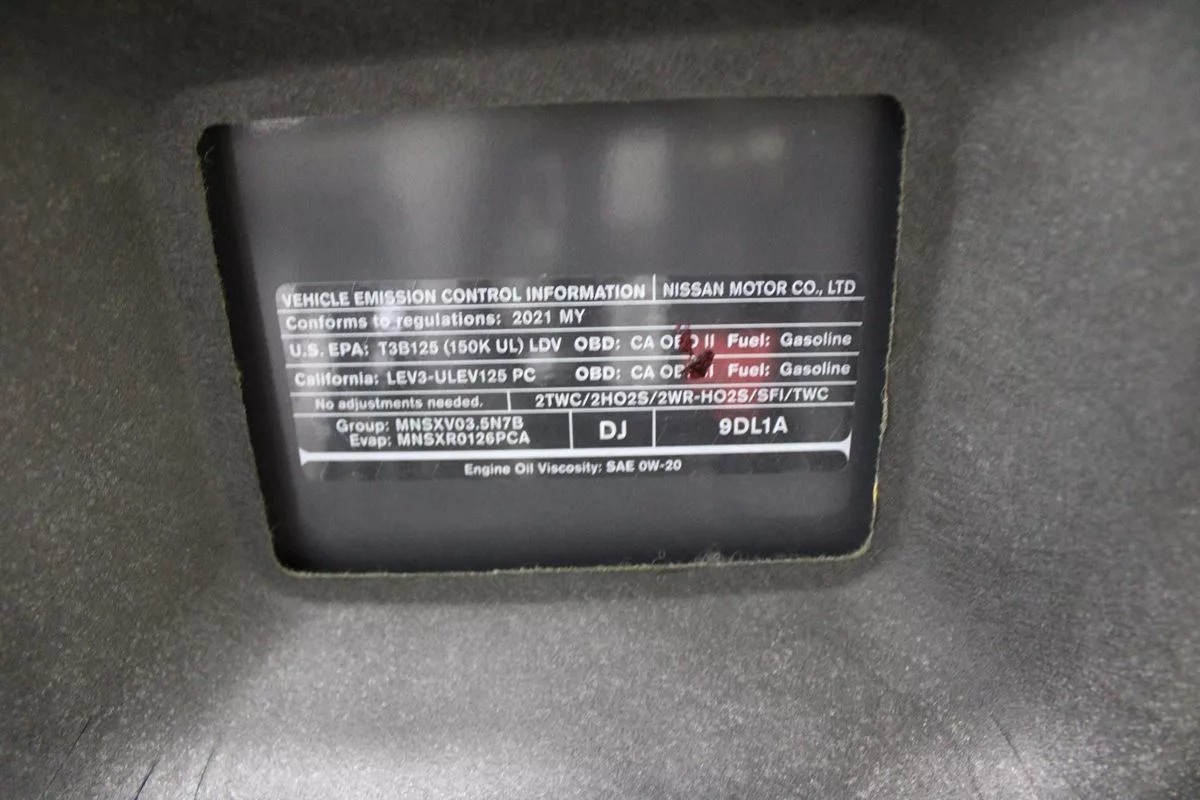 VEHICLE EMISSION CONTROL INFORMATION NISSAN MOTOR CO., LTD
Conforms to regulations: 2021 MY
U.S. EPA: T3B125 (150K UL) LDV OBD: CA OBD II Fuel: Gasoline
California: LEV3-ULEV125 PC OBD: CA Fuel: Gasoline
No adjustments needed. 2TWC/2HO2S/2WR-HO2S/SFI/TWC
Group: MNSXV03.5N7B
Evap: MNSXR0126PCA
DJ
9DL1A
Engine Oil Viscosity: SAE 0W-20